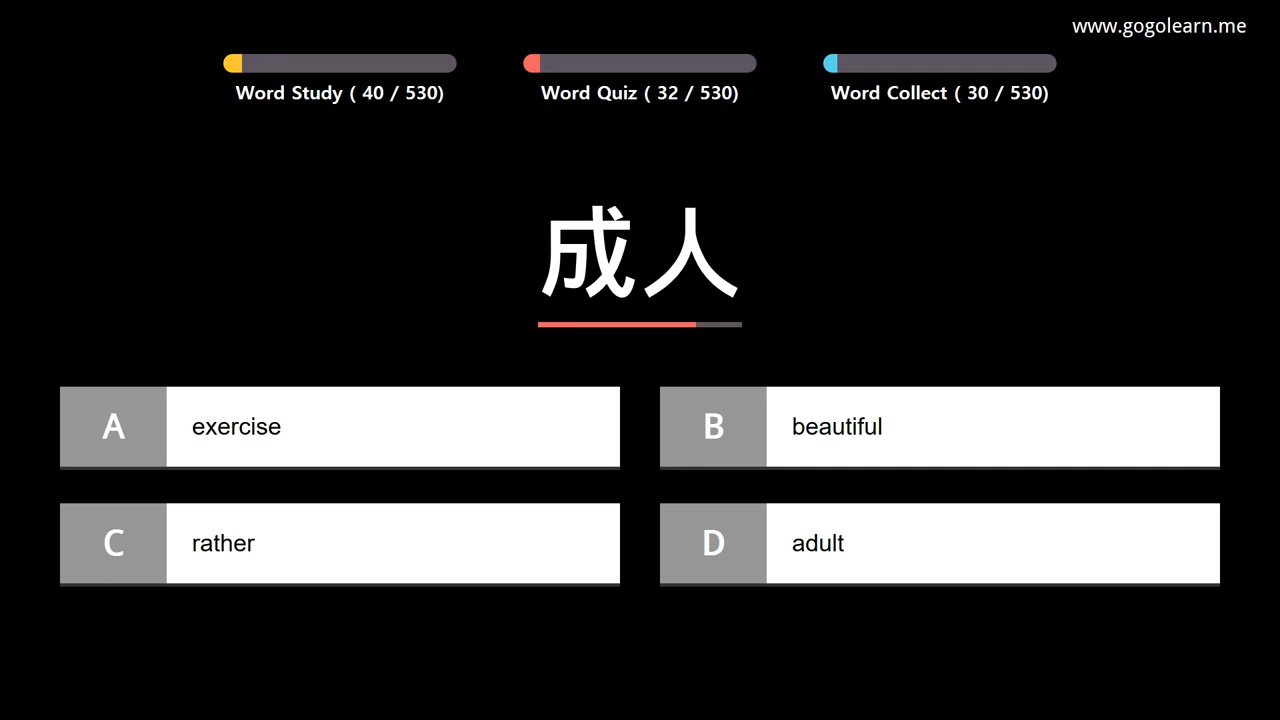 www.gogolearn.me
Word Study ( 40 / 530)
Word Quiz ( 32 / 530)
Word Collect ( 30 / 530)
成人
A exercise
B beautiful
C rather
D adult